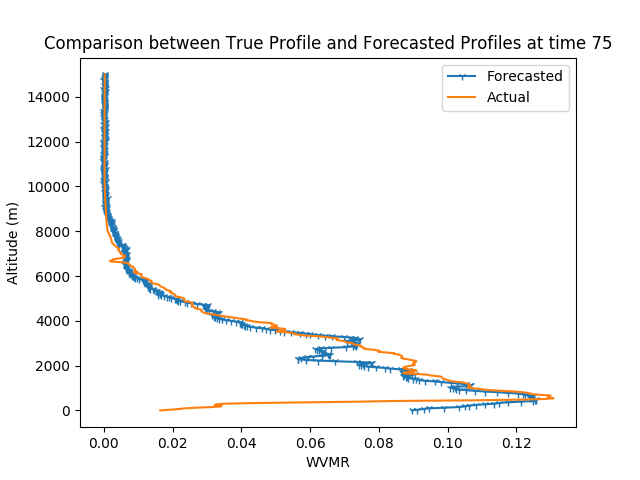 Comparison between True Profile and Forecasted Profiles at time 75
Forecasted
Actual
14000
12000
10000
8000
6000
4000
2000
0
Altitude (m)
0.00 0.02 0.04 0.06 0.08 0.10 0.12
WVMR